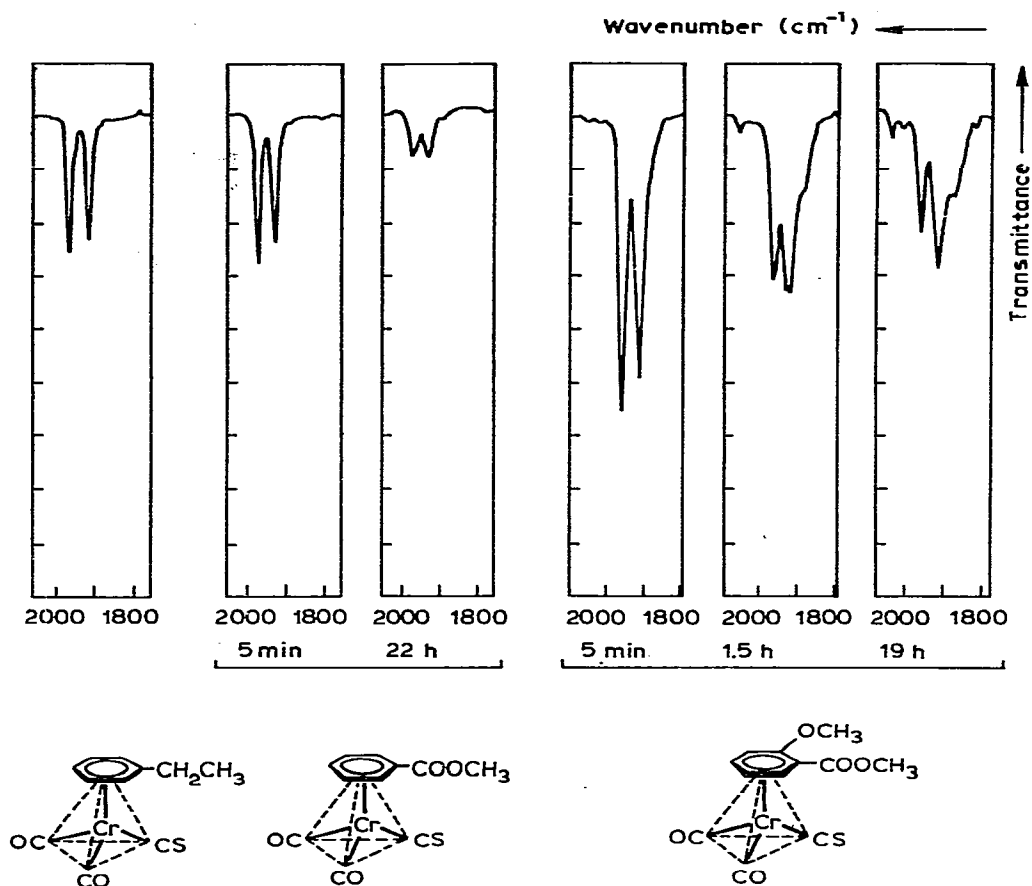 Wavenumber (cm⁻¹)
Transmittance
2000 1800
2000 1800
2000 1800
2000 1800
2000 1800
2000 1800
5 min
22 h
5 min
1.5 h
19 h
CH₂CH₃
OC
Cr
CS
CO
COOCH₃
OC
Cr
CS
CO
OCH₃
COOCH₃
OC
Cr
CS
CO